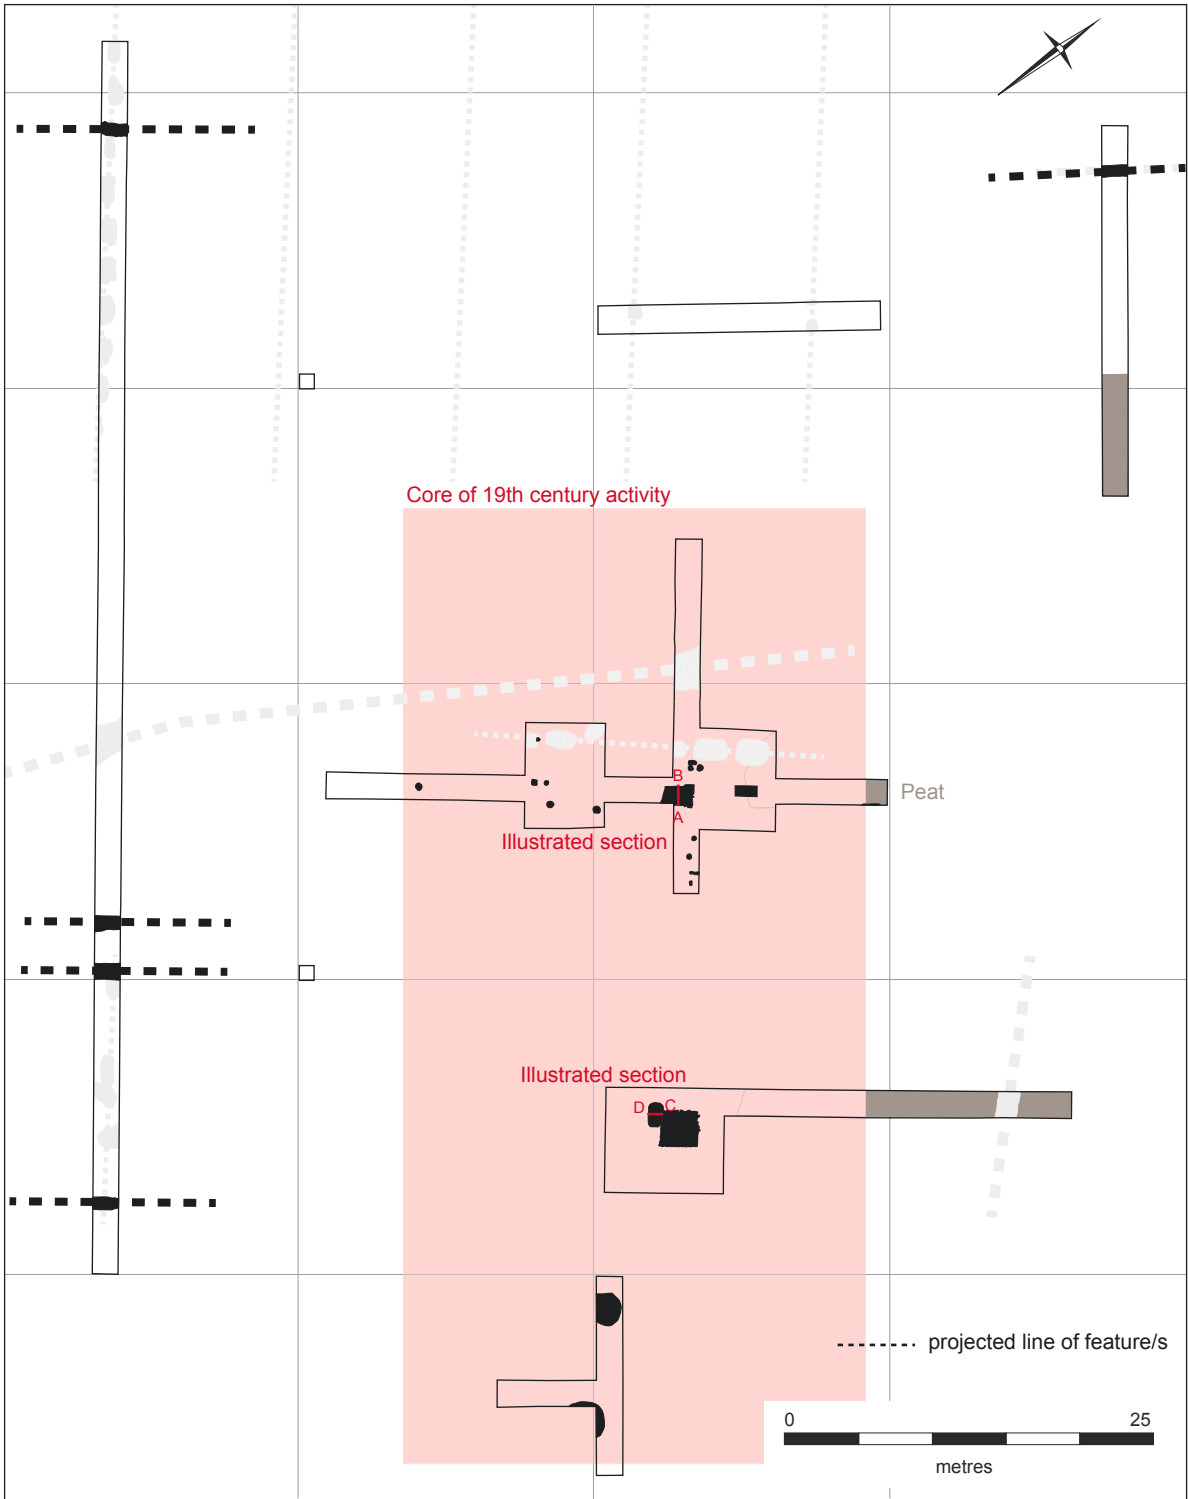 Core of 19th century activity
B
Peat
A
Illustrated section
Illustrated section
D
C
projected line of feature/s
0
25
metres